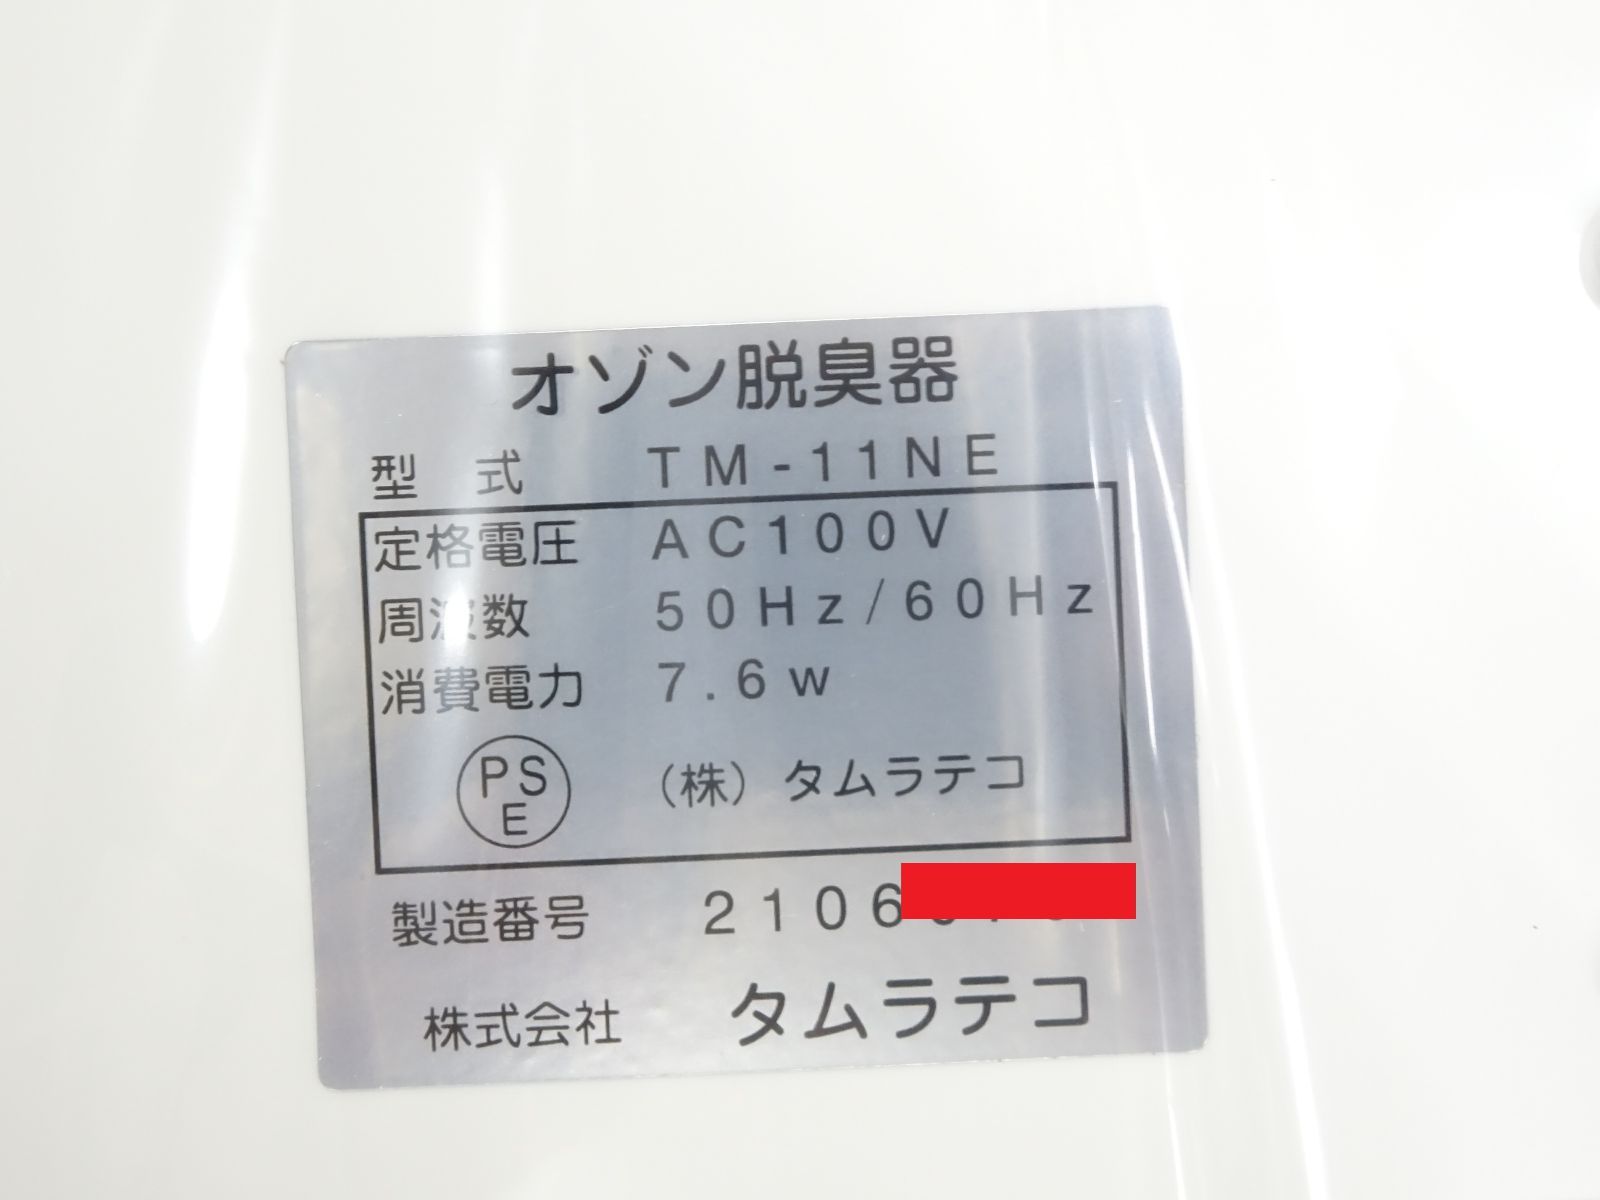 オゾン脱臭器
型 式 TM-11NE
定格電圧 AC100V
周波数 50Hz/60Hz
消費電力 7.6w
PS
E
(株) タムラテコ
製造番号 2106
株式会社 タムラテコ